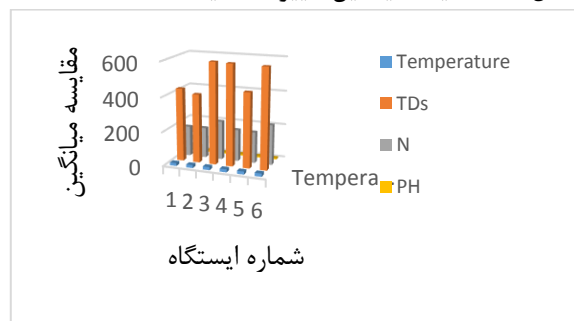 600
400
200
0
مقایسه میانگین
1 2 3 4 5 6
شماره ایستگاه
Tempera...
Temperature
TDs
N
PH